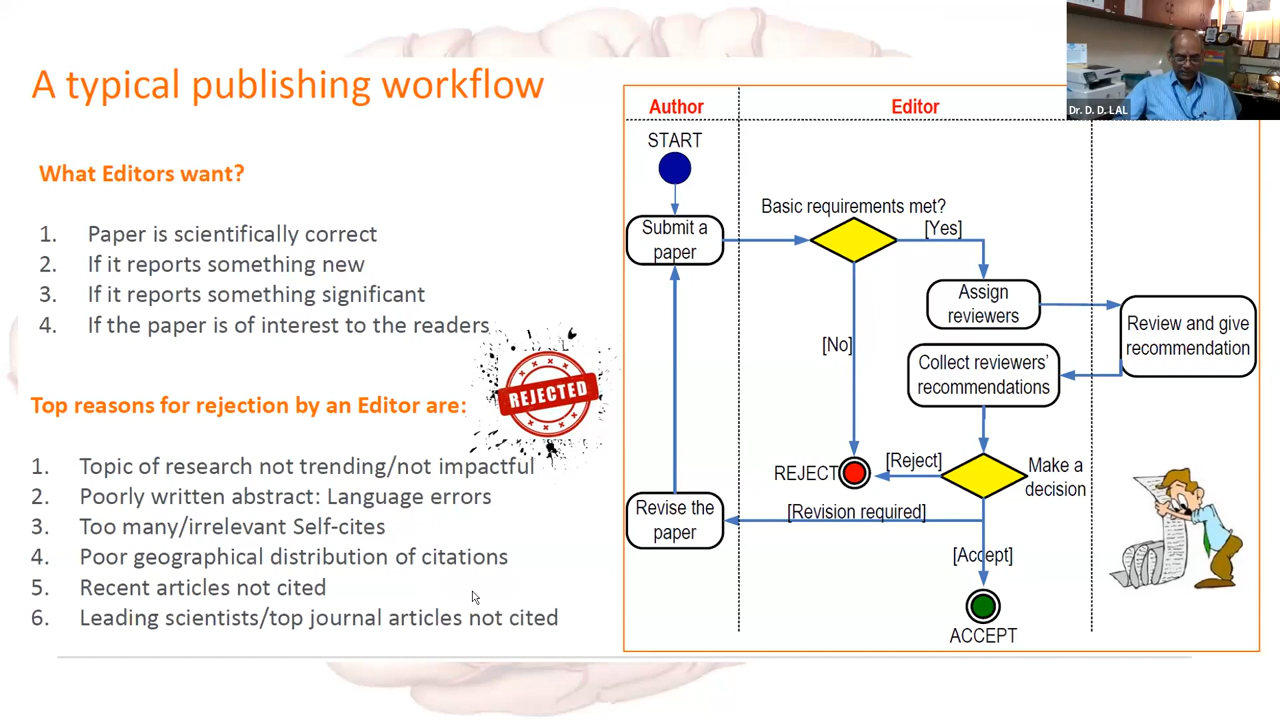 A typical publishing workflow
What Editors want?
1. Paper is scientifically correct
2. If it reports something new
3. If it reports something significant
4. If the paper is of interest to the readers
REJECTED
Top reasons for rejection by an Editor are:
1. Topic of research not trending/not impactful
2. Poorly written abstract: Language errors
3. Too many/irrelevant Self-cites
4. Poor geographical distribution of citations
5. Recent articles not cited
6. Leading scientists/top journal articles not cited
Author
Editor
START
Submit a
paper
Basic requirements met?
[Yes]
[No]
Assign
reviewers
Review and give
recommendation
Collect reviewers’
recommendations
REJECT
[Reject]
Make a
decision
Revise the
paper
[Revision required]
[Accept]
ACCEPT
Dr. D. D. LAL